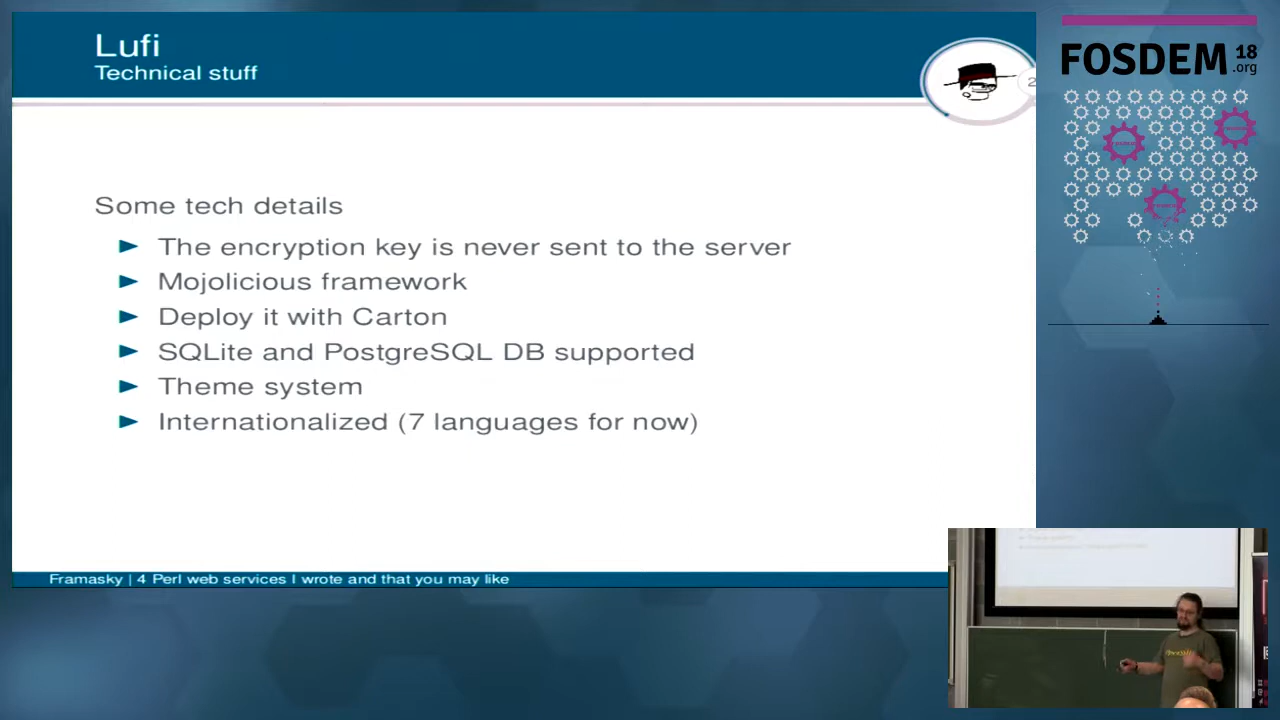 Lufi
Technical stuff
2
FOSDEM 18
.org
Some tech details
The encryption key is never sent to the server
Mojolicious framework
Deploy it with Carton
SQLite and PostgreSQL DB supported
Theme system
Internationalized (7 languages for now)
Framasky | 4 Perl web services I wrote and that you may like